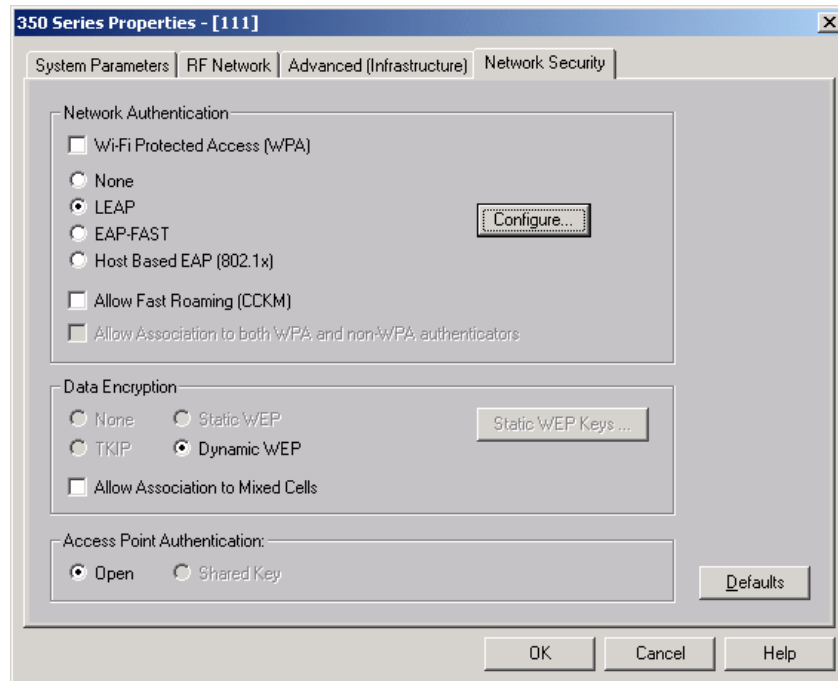 350 Series Properties - [111]
System Parameters RF Network Advanced (Infrastructure) Network Security
Network Authentication
Wi-Fi Protected Access (WPA)
None
LEAP
Configure...
EAP-FAST
Host Based EAP (802.1x)
Allow Fast Roaming (CCKM)
Allow Association to both WPA and non-WPA authenticators
Data Encryption
None Static WEP Static WEP Keys ...
TKIP Dynamic WEP
Allow Association to Mixed Cells
Access Point Authentication:
Open Shared Key
Defaults
OK Cancel Help